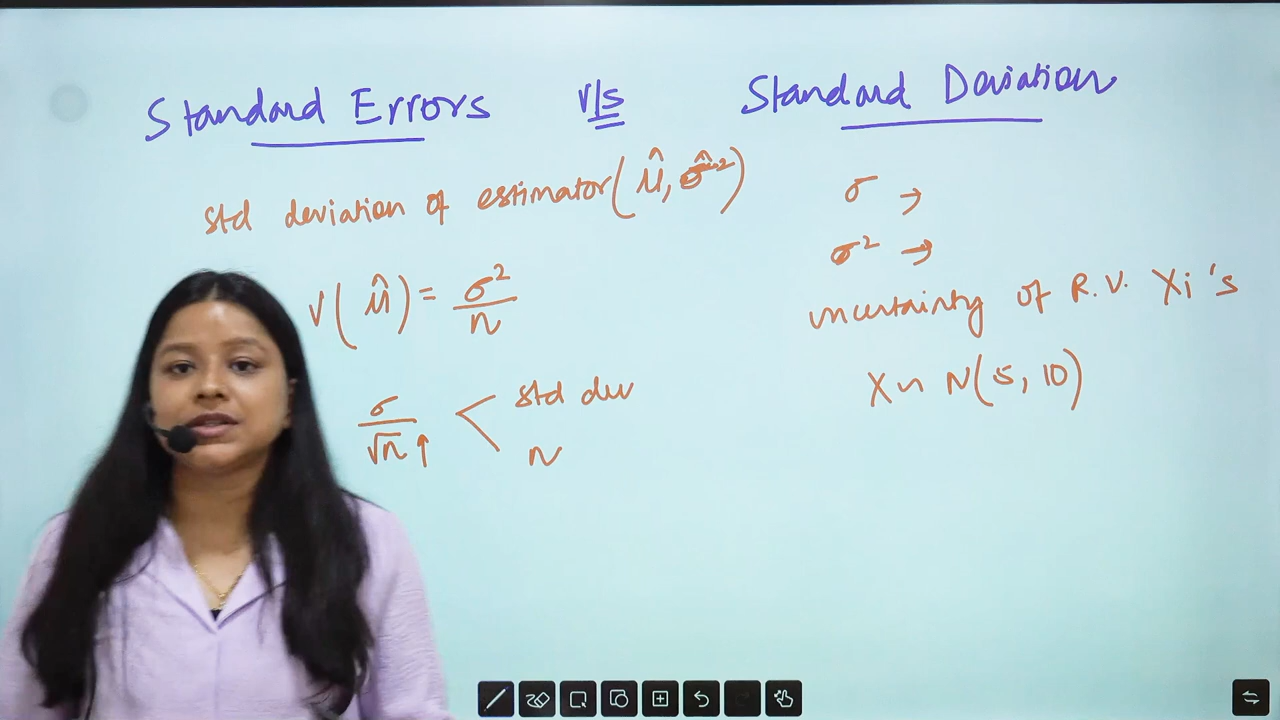 Standard Errors v/s Standard Deviation
std deviation of estimator (μ̂, σ̂²)
σ →
σ² →
uncertainty of R.V. Xi's
V(μ̂) = σ²/n
X ~ N(5, 10)
σ/√n ↑ < std dev
n